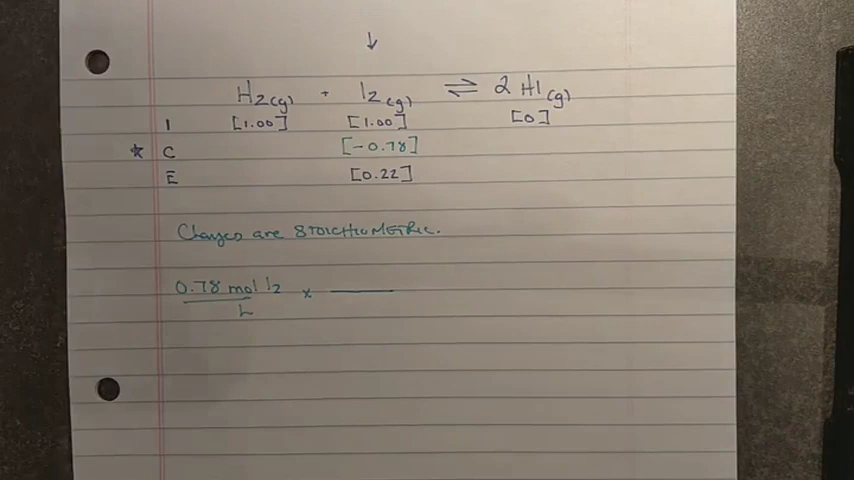 ↓
H2(g) + I2(g) ⇌ 2 HI(g)
I [1.00] [1.00] [0]
★ C [-0.78]
E [0.22]
Changes are STOICHIOMETRIC.
0.78 mol I2 × ———
L